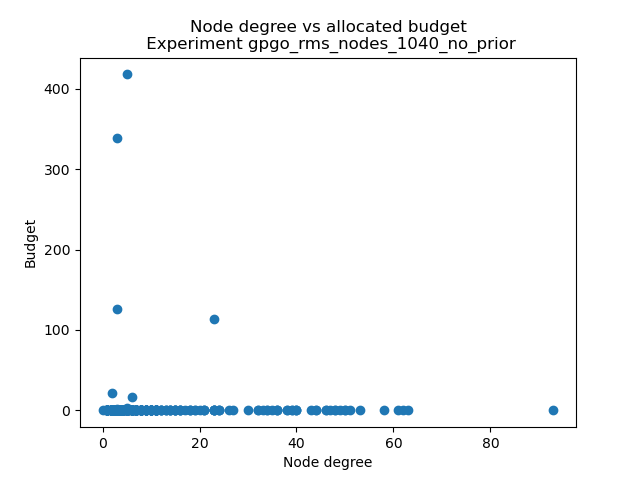 Node degree vs allocated budget
Experiment gpgo_rms_nodes_1040_no_prior
400
300
200
100
0
Budget
0 20 40 60 80
Node degree